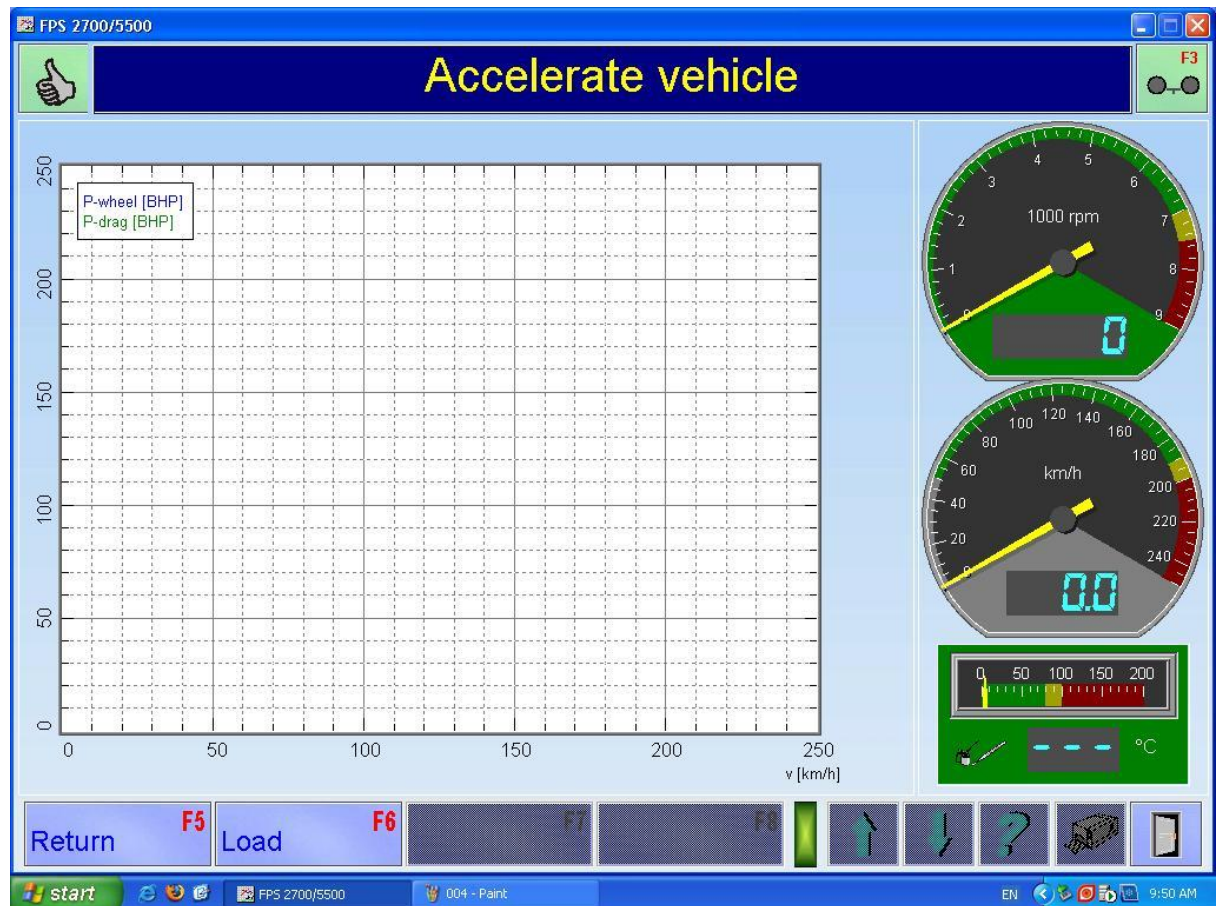 FPS 2700/5500
Accelerate vehicle
F3
250
200
150
100
50
0
P-wheel [BHP]
P-drag [BHP]
0 50 100 150 200 250
v [km/h]
0 1 2 3 4 5 6 7 8 9
1000 rpm
0
0 20 40 60 80 100 120 140 160 180 200 220 240
km/h
0.0
0 50 100 150 200
--- °C
Return F5
Load F6
F7
F8
?
start
FPS 2700/5500
004 - Paint
EN
9:50 AM